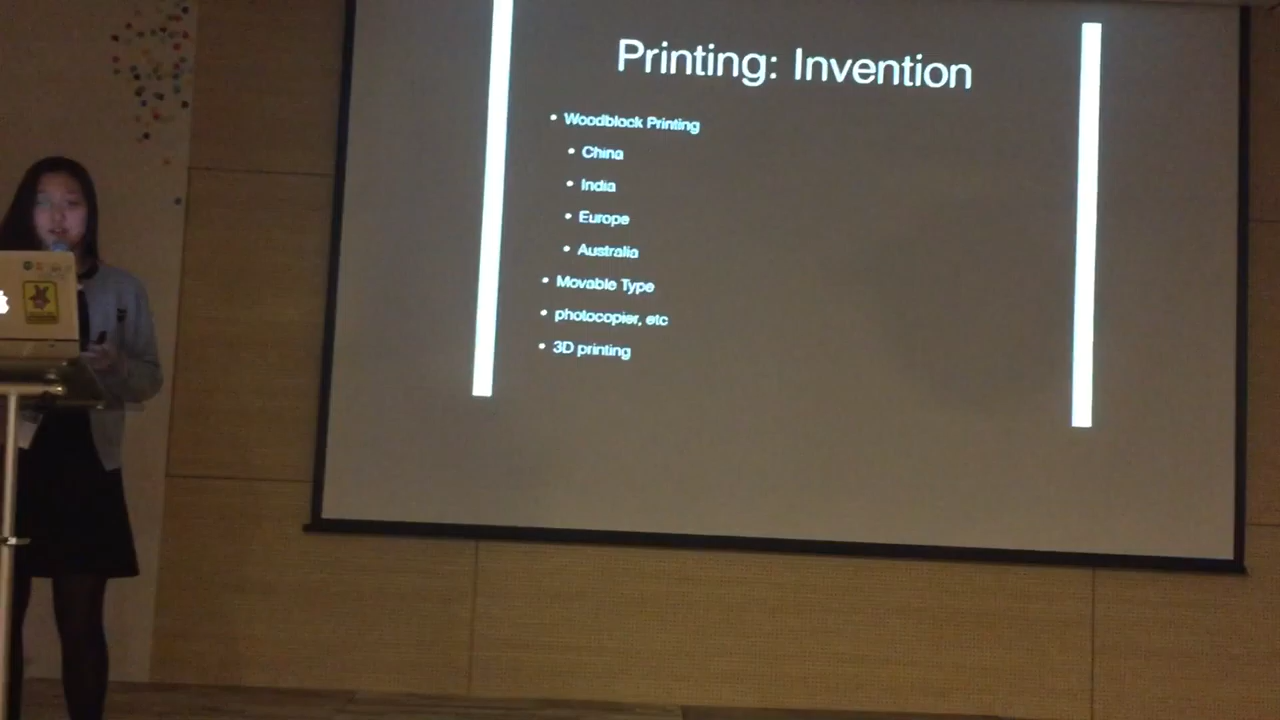 Printing: Invention
• Woodblock Printing
• China
• India
• Europe
• Australia
• Movable Type
• photocopier, etc
• 3D printing